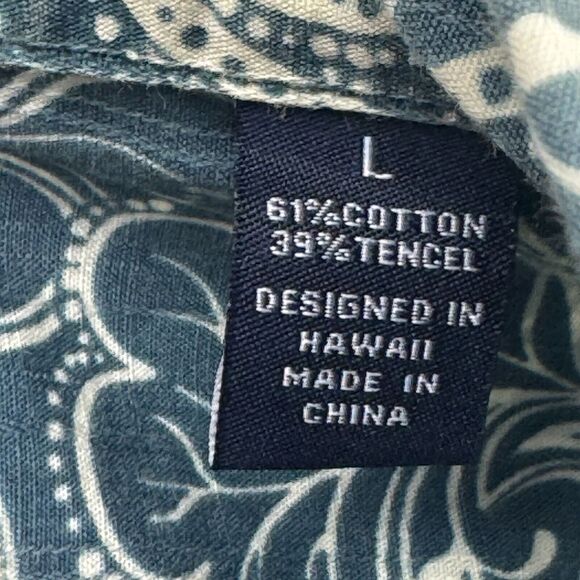 L
61%COTTON
39%TENCEL
DESIGNED IN
HAWAII
MADE IN
CHINA